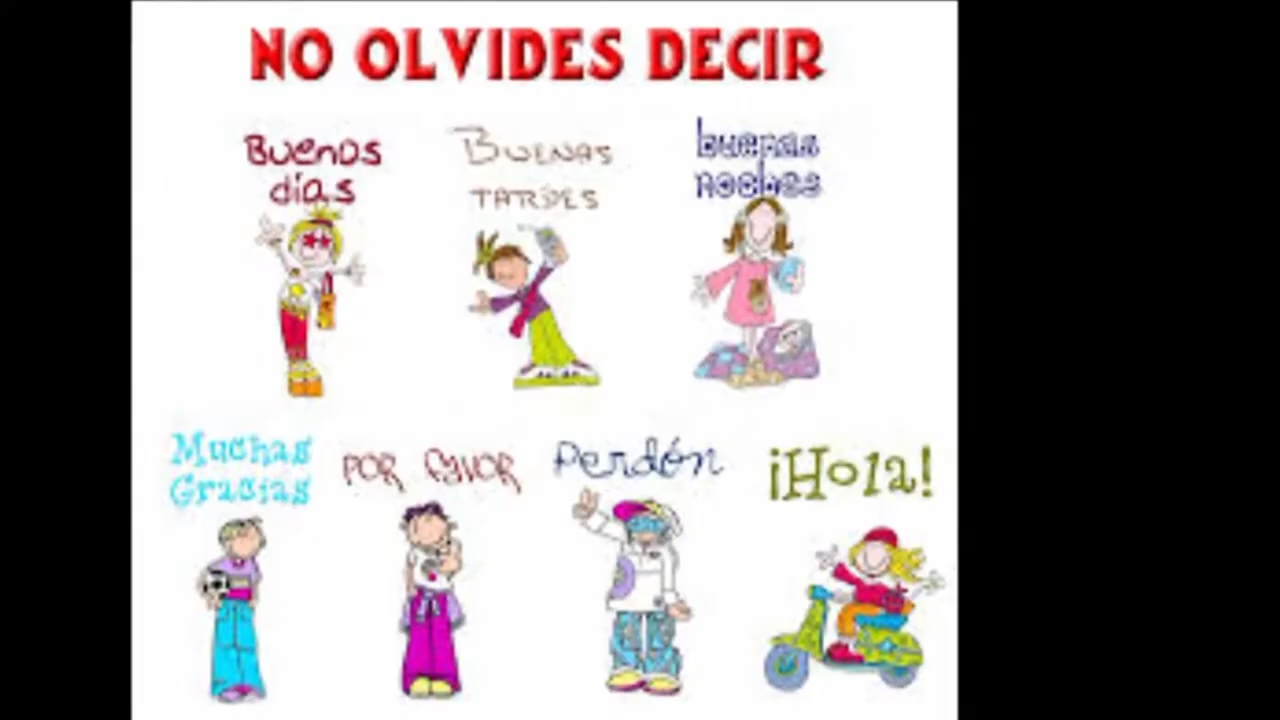 NO OLVIDES DECIR
Buenos
días
BUENAS
TARDES
buenas
noches
Muchas
Gracias
POR FAVOR
Perdón
¡Hola!